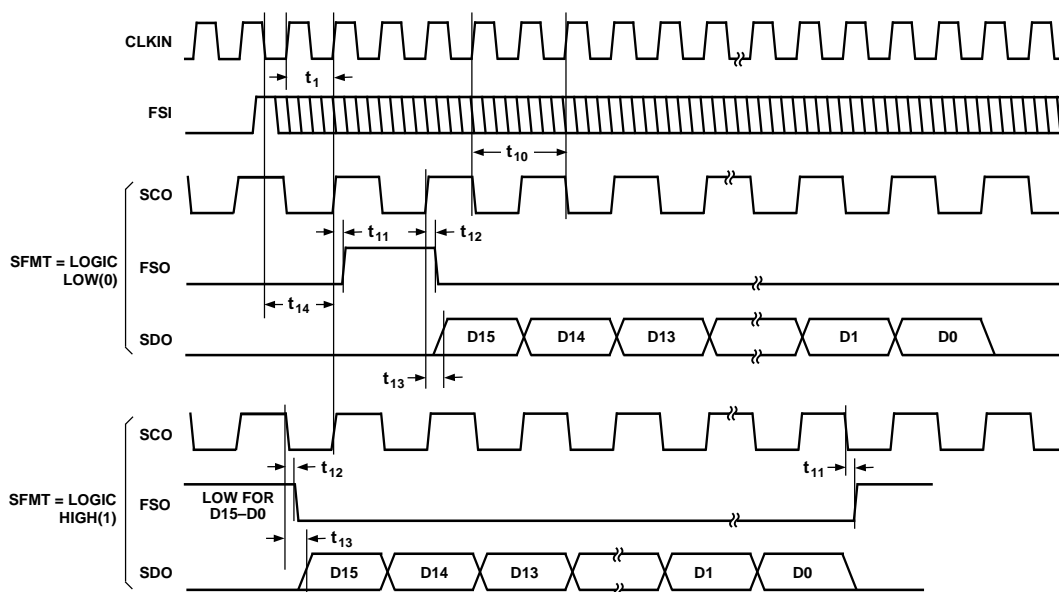 CLKIN
t1
FSI
t10
SCO
t11
t12
SFMT = LOGIC
LOW(0)
FSO
t14
SDO
D15
D14
D13
D1
D0
t13
SCO
t12
t11
SFMT = LOGIC
HIGH(1)
FSO
LOW FOR
D15–D0
t13
SDO
D15
D14
D13
D1
D0